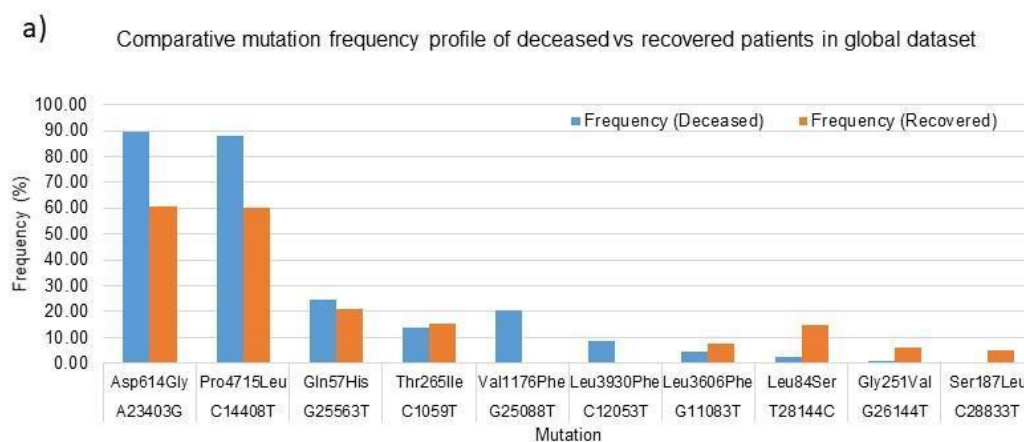 a)
Comparative mutation frequency profile of deceased vs recovered patients in global dataset
Frequency (Deceased) Frequency (Recovered)
Frequency (%)
100.00
90.00
80.00
70.00
60.00
50.00
40.00
30.00
20.00
10.00
0.00
Asp614Gly Pro4715Leu Gln57His Thr265Ile Val1176Phe Leu3930Phe Leu3606Phe Leu84Ser Gly251Val Ser187Leu
A23403G C14408T G25563T C1059T G25088T C12053T G11083T T28144C G26144T C28833T
Mutation